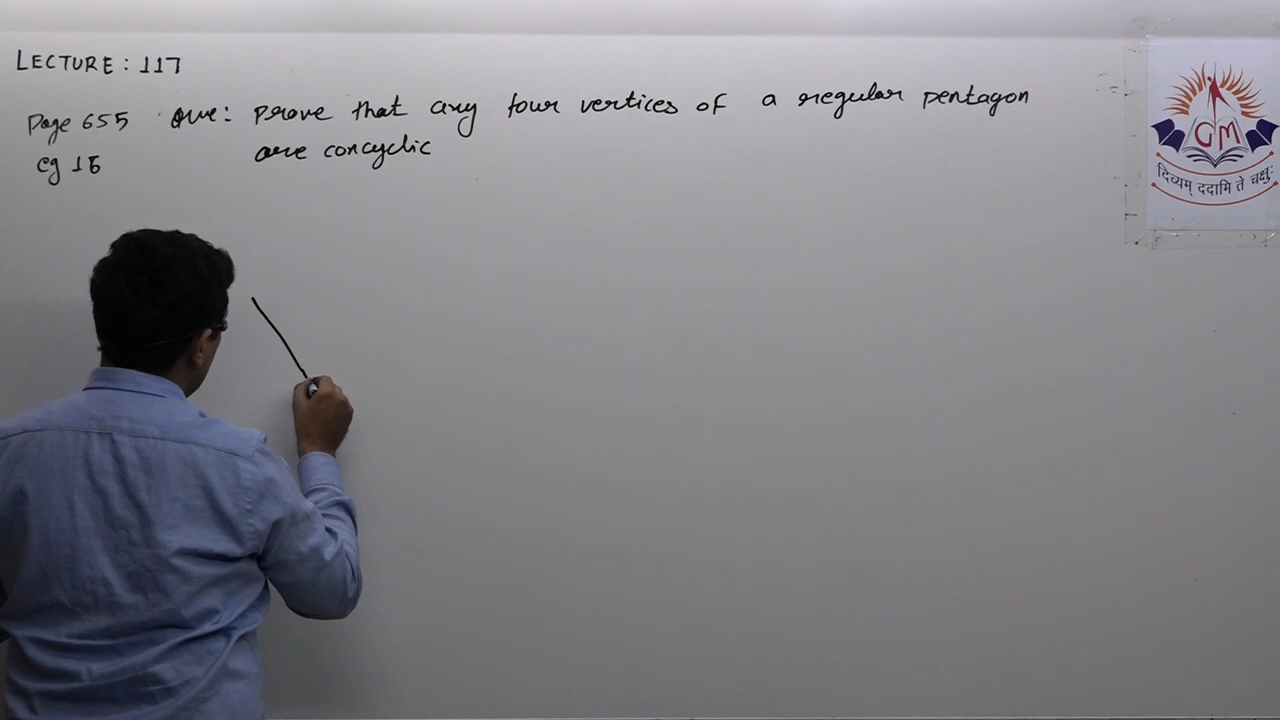 LECTURE : 117
Page 655 Que: prove that any four vertices of a regular pentagon
eg 15 are concyclic
GM
दिव्यम् ददामि ते चक्षुः